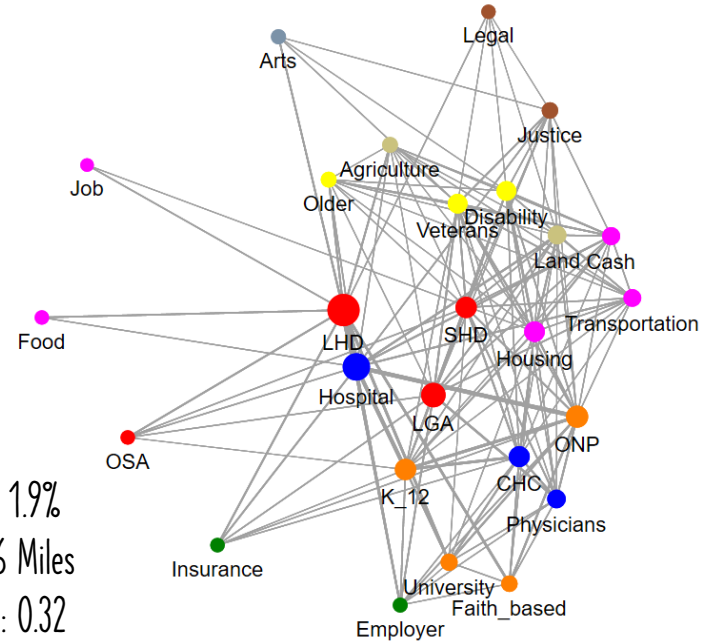 Legal
Arts
Justice
Agriculture
Job
Older
Disability
Veterans
Land Cash
Transportation
LHD
SHD
Housing
Food
Hospital
LGA
ONP
OSA
CHC
K_12
1.9%
Physicians
% Miles
Insurance
University
Faith_based
: 0.32
Employer